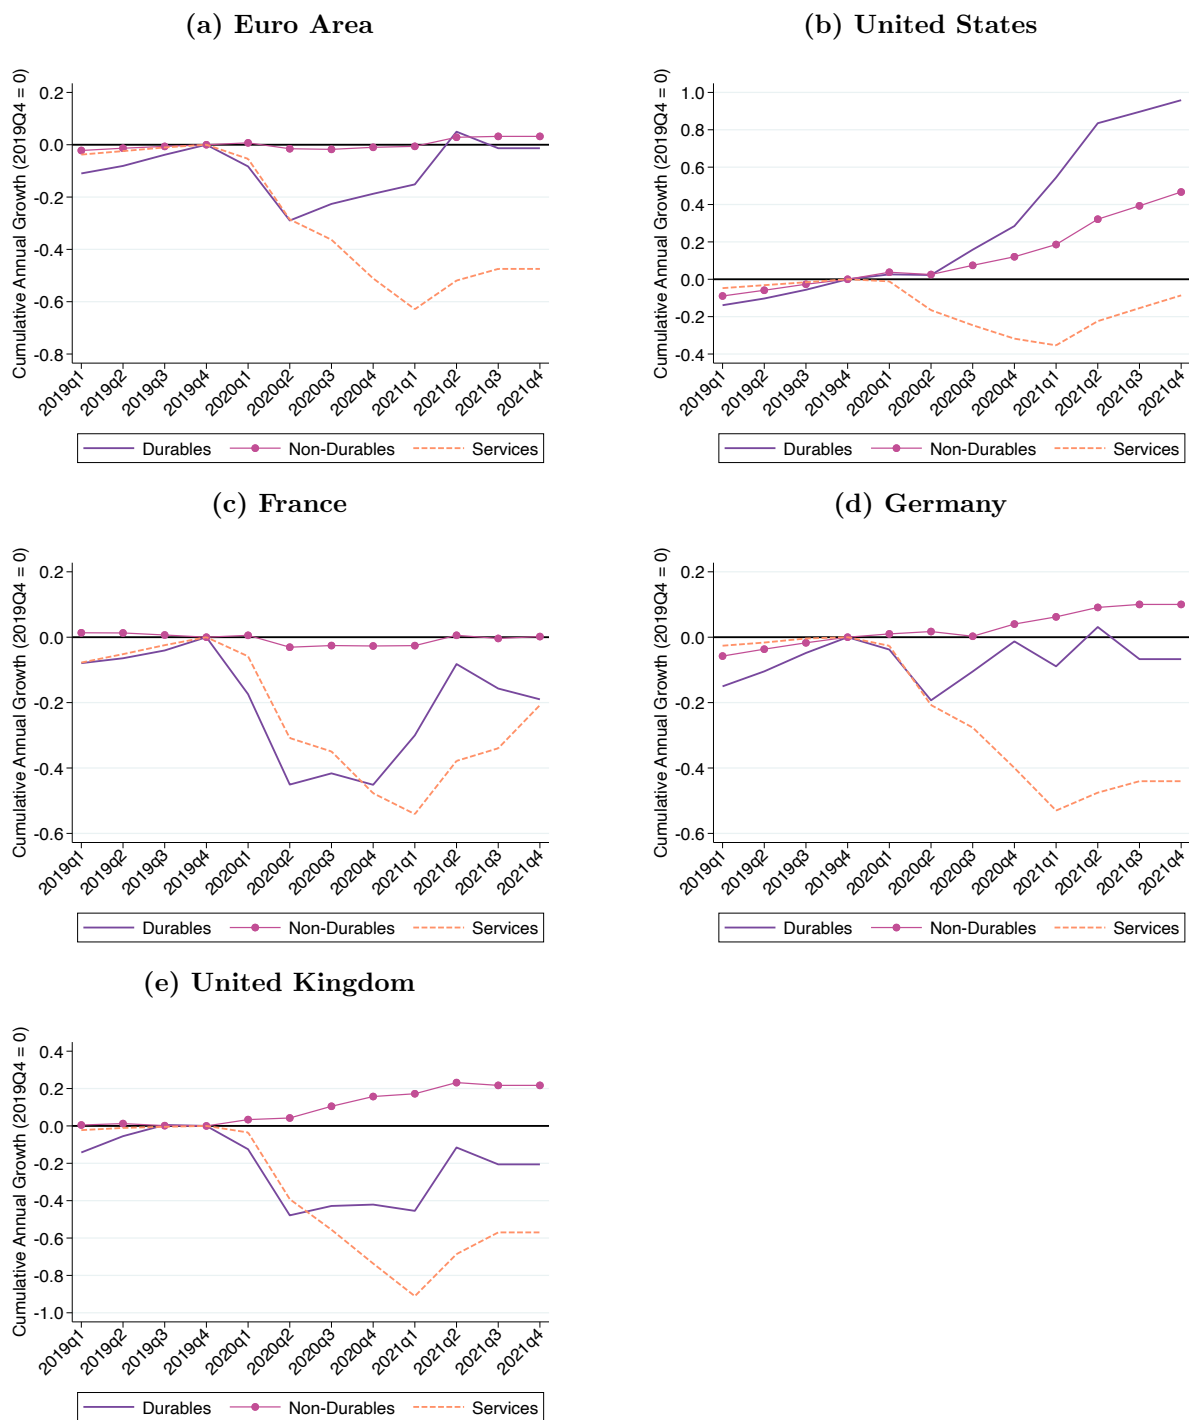 (a) Euro Area
Cumulative Annual Growth (2019Q4 = 0)
0.2
0.0
-0.2
-0.4
-0.6
-0.8
2019q1
2019q2
2019q3
2019q4
2020q1
2020q2
2020q3
2020q4
2021q1
2021q2
2021q3
2021q4
Durables Non-Durables Services
(b) United States
Cumulative Annual Growth (2019Q4 = 0)
1.0
0.8
0.6
0.4
0.2
0.0
-0.2
-0.4
2019q1
2019q2
2019q3
2019q4
2020q1
2020q2
2020q3
2020q4
2021q1
2021q2
2021q3
2021q4
Durables Non-Durables Services
(c) France
Cumulative Annual Growth (2019Q4 = 0)
0.2
0.0
-0.2
-0.4
-0.6
2019q1
2019q2
2019q3
2019q4
2020q1
2020q2
2020q3
2020q4
2021q1
2021q2
2021q3
2021q4
Durables Non-Durables Services
(d) Germany
Cumulative Annual Growth (2019Q4 = 0)
0.2
0.0
-0.2
-0.4
-0.6
2019q1
2019q2
2019q3
2019q4
2020q1
2020q2
2020q3
2020q4
2021q1
2021q2
2021q3
2021q4
Durables Non-Durables Services
(e) United Kingdom
Cumulative Annual Growth (2019Q4 = 0)
0.4
0.2
0.0
-0.2
-0.4
-0.6
-0.8
-1.0
2019q1
2019q2
2019q3
2019q4
2020q1
2020q2
2020q3
2020q4
2021q1
2021q2
2021q3
2021q4
Durables Non-Durables Services